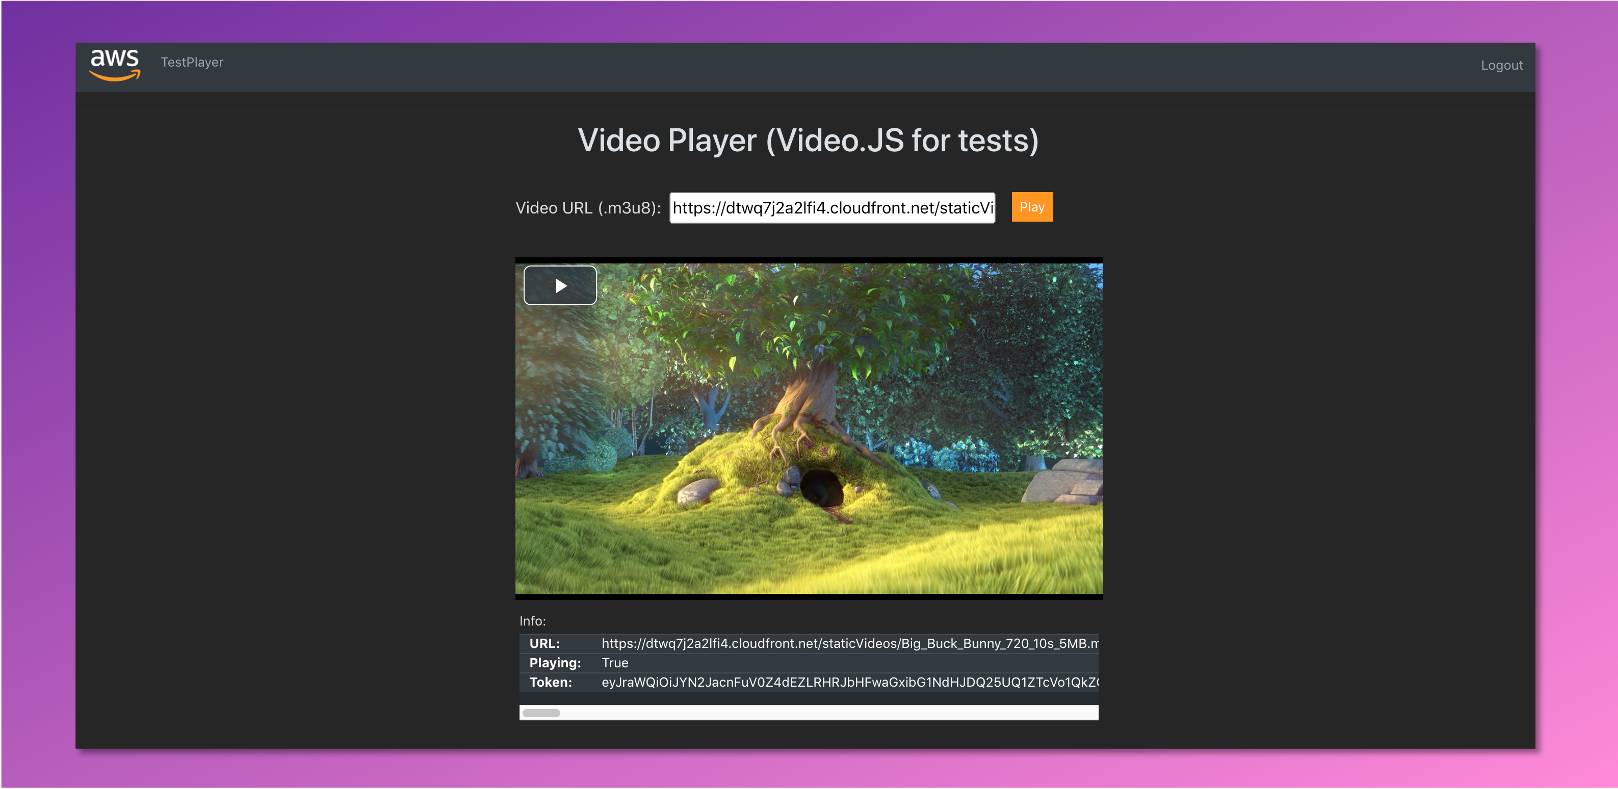 aws
TestPlayer
Logout
Video Player (Video.JS for tests)
Video URL (.m3u8): https://dtwq7j2a2lfi4.cloudfront.net/staticVi Play
Info:
URL: https://dtwq7j2a2lfi4.cloudfront.net/staticVideos/Big_Buck_Bunny_720_10s_5MB.m
Playing: True
Token: eyJraWQiOiJYN2JacnFuV0Z4dEZLRHRJbHFwaGxibG1NdHJDQ25UQ1ZTcVo1QkZ